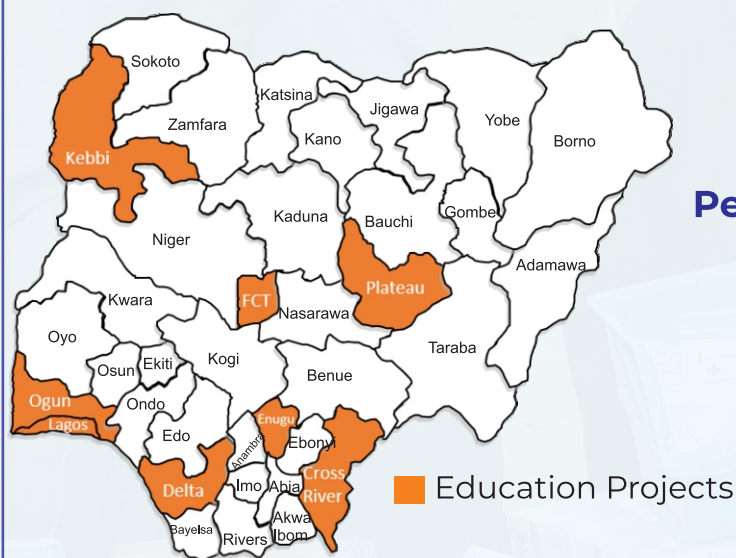 Sokoto
Katsina
Zamfara
Jigawa
Kano
Yobe
Borno
Kebbi
Kaduna
Bauchi
Gombe
Pe
Niger
Adamawa
FCT
Plateau
Kwara
Nasarawa
Oyo
Taraba
Osun
Ekiti
Kogi
Benue
Ogun
Ondo
Lagos
Enugu
Edo
Anambra
Ebonyi
Cross
River
Delta
Imo
Abia
Education Projects
Akwa
Ibom
Bayelsa
Rivers